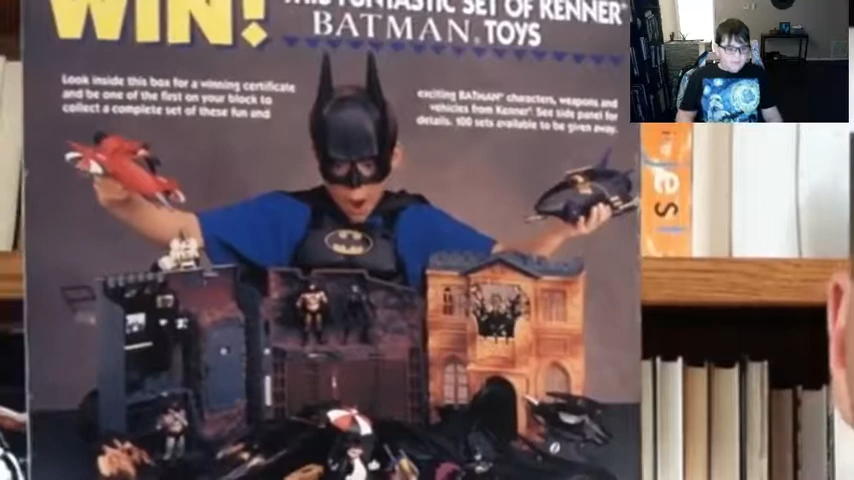 WIN!
THIS FUNTASTIC SET OF KENNER®
BATMAN. TOYS
Look inside this box for a winning certificate
and be one of the first on your block to
collect a complete set of these fun and
exciting BATMAN® characters, weapons and
vehicles from Kenner®. See side panel for
details. 100 sets available to be given away.